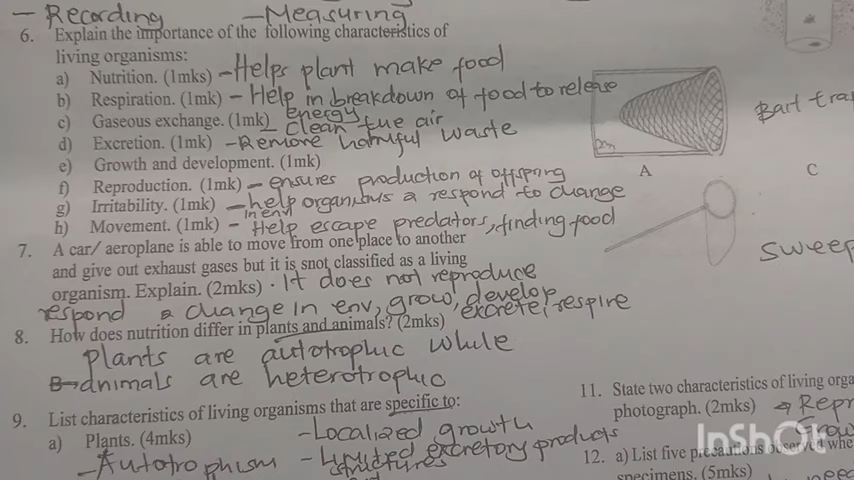 - Recording - Measuring
6. Explain the importance of the following characteristics of
living organisms:
a) Nutrition. (1mks) - Helps plant make food
b) Respiration. (1mk) - Help in breakdown of food to release
energy
c) Gaseous exchange. (1mk) - clean the air
d) Excretion. (1mk) - Remove harmful waste
e) Growth and development. (1mk)
f) Reproduction. (1mk) - ensures production of offspring
g) Irritability. (1mk) - help organisms a respond to change
in env
h) Movement. (1mk) - Help escape predators, finding food
7. A car/ aeroplane is able to move from one place to another
and give out exhaust gases but it is snot classified as a living
organism. Explain. (2mks) . It does not reproduce
respond a change in env, grow, develop
excrete, respire
8. How does nutrition differ in plants and animals? (2mks)
Plants are autotrophic while
animals are heterotrophic
9. List characteristics of living organisms that are specific to:
a) Plants. (4mks) - Localized growth
- Autotrophism - Limited excretory products
structures
A
C
Bait trap
Sweep
11. State two characteristics of living orga
photograph. (2mks) → Repr
Grow
12. a) List five precautions observed whe
specimens. (5mks) need
InShOt